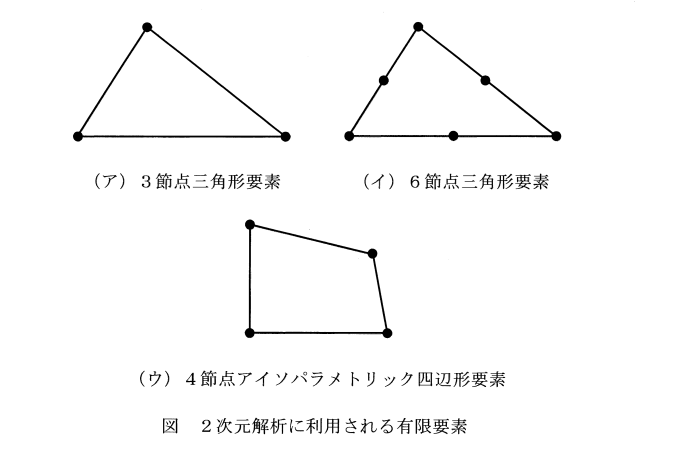 （ア）３節点三角形要素
（イ）６節点三角形要素
（ウ）４節点アイソパラメトリック四辺形要素
図　２次元解析に利用される有限要素